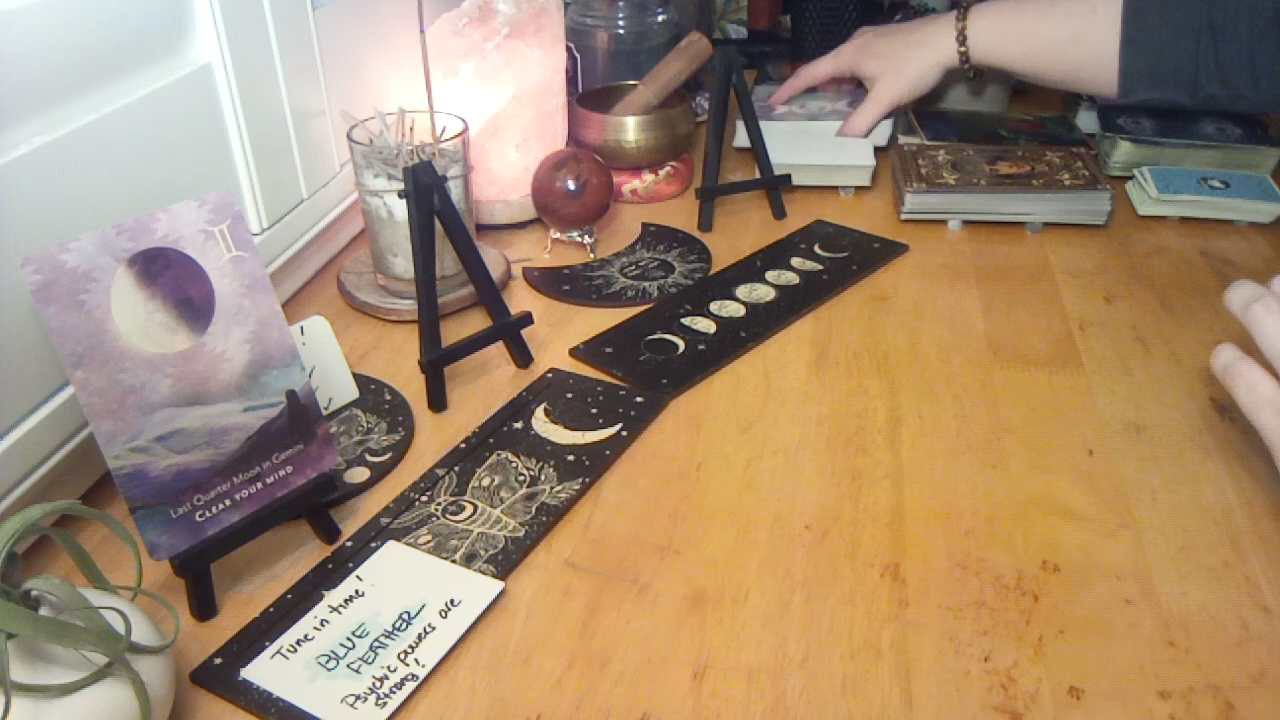 Last Quarter Moon in Gemini
CLEAR YOUR MIND
Tune in time!
BLUE
FEATHER
Psychic powers are
strong!